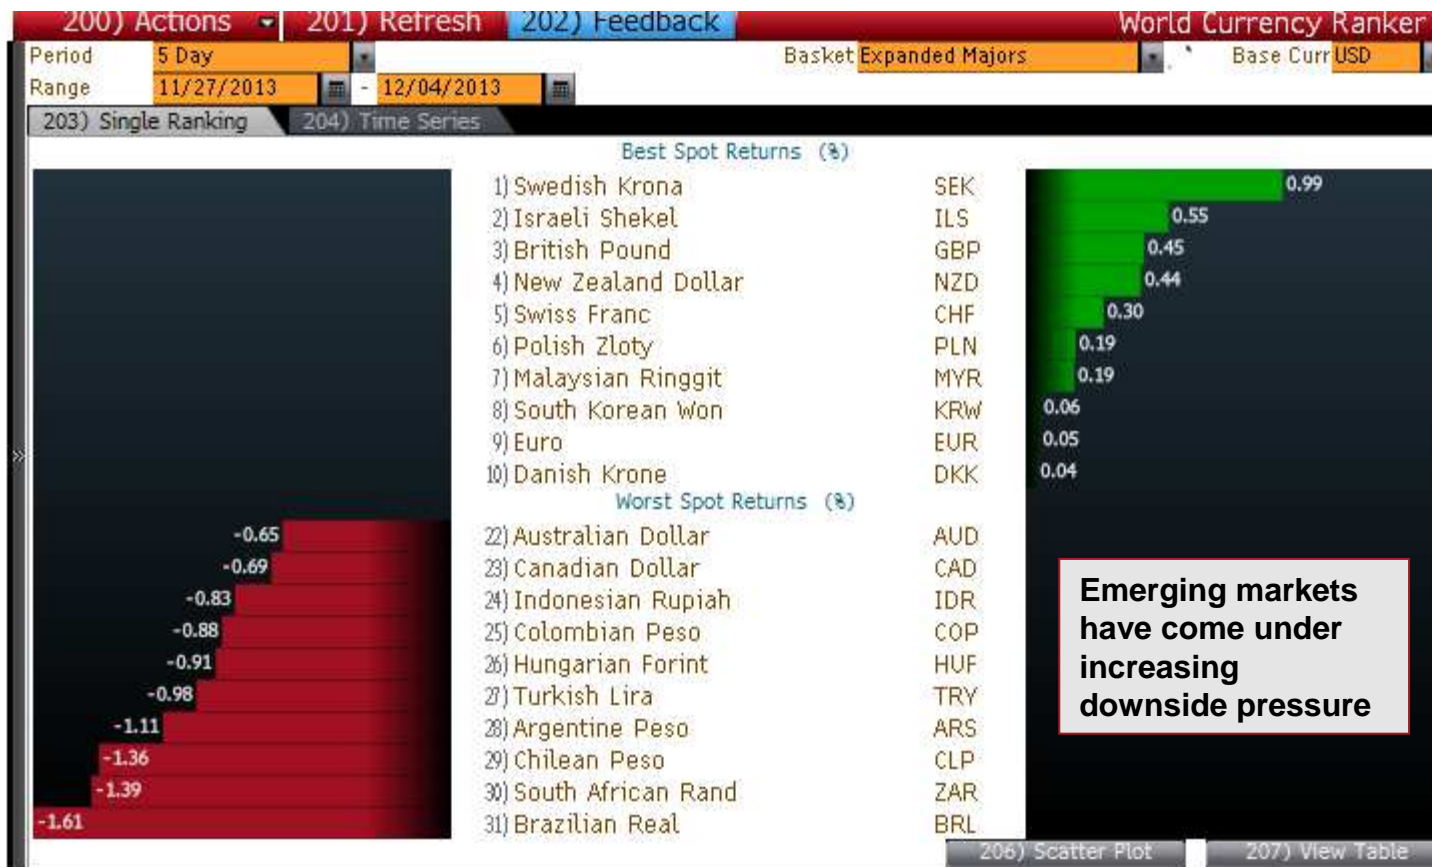 200) Actions 201) Refresh 202) Feedback World Currency Ranker
Period 5 Day Basket Expanded Majors Base Curr USD
Range 11/27/2013 - 12/04/2013
203) Single Ranking 204) Time Series
Best Spot Returns (%)
1) Swedish Krona SEK 0.99
2) Israeli Shekel ILS 0.55
3) British Pound GBP 0.45
4) New Zealand Dollar NZD 0.44
5) Swiss Franc CHF 0.30
6) Polish Zloty PLN 0.19
7) Malaysian Ringgit MYR 0.19
8) South Korean Won KRW 0.06
9) Euro EUR 0.05
10) Danish Krone DKK 0.04
Worst Spot Returns (%)
-0.65 22) Australian Dollar AUD
-0.69 23) Canadian Dollar CAD
-0.83 24) Indonesian Rupiah IDR
-0.88 25) Colombian Peso COP
-0.91 26) Hungarian Forint HUF
-0.98 27) Turkish Lira TRY
-1.11 28) Argentine Peso ARS
-1.36 29) Chilean Peso CLP
-1.39 30) South African Rand ZAR
-1.61 31) Brazilian Real BRL
Emerging markets
have come under
increasing
downside pressure
206) Scatter Plot 207) View Table